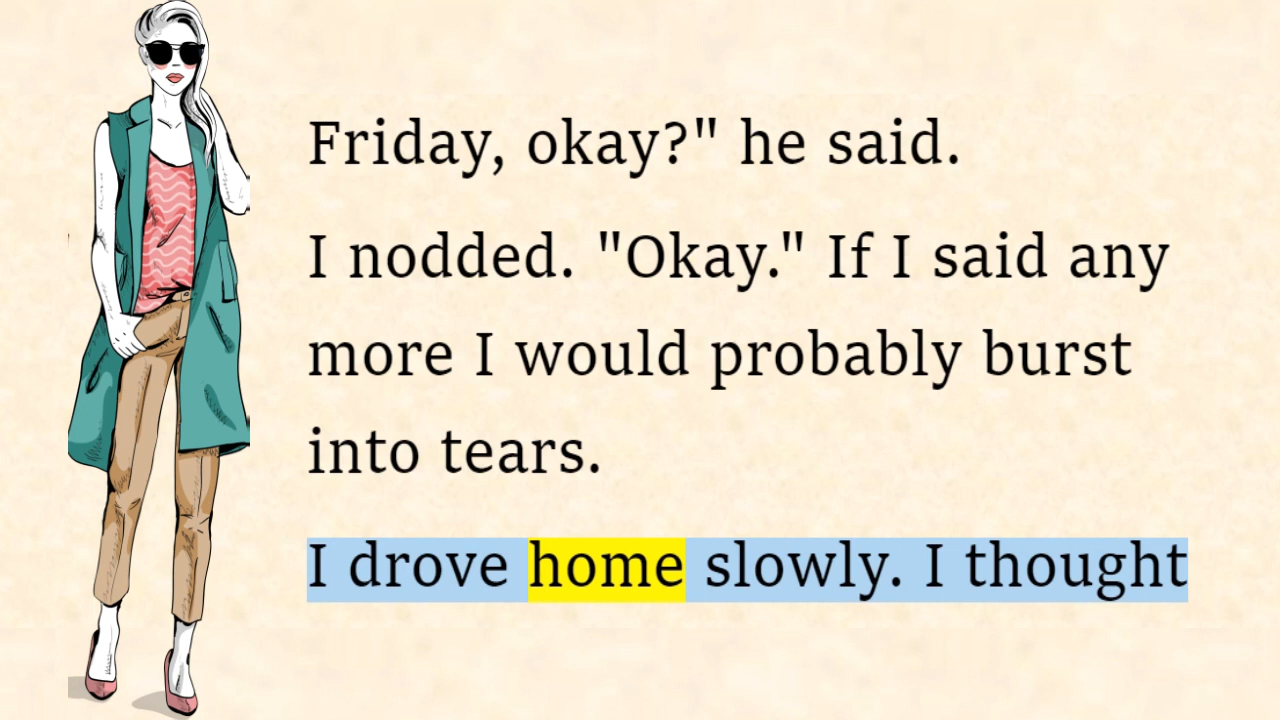 Friday, okay?" he said.
I nodded. "Okay." If I said any
more I would probably burst
into tears.
I drove home slowly. I thought